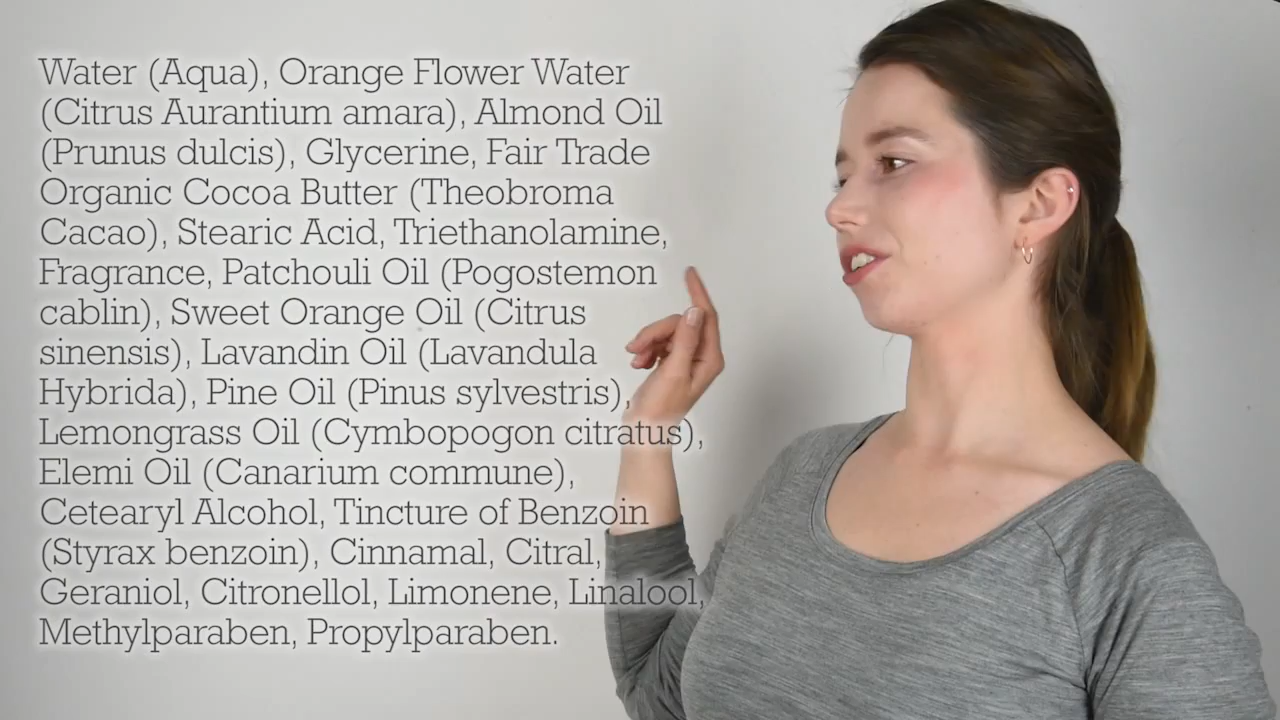 Water (Aqua), Orange Flower Water
(Citrus Aurantium amara), Almond Oil
(Prunus dulcis), Glycerine, Fair Trade
Organic Cocoa Butter (Theobroma
Cacao), Stearic Acid, Triethanolamine,
Fragrance, Patchouli Oil (Pogostemon
cablin), Sweet Orange Oil (Citrus
sinensis), Lavandin Oil (Lavandula
Hybrida), Pine Oil (Pinus sylvestris),
Lemongrass Oil (Cymbopogon citratus),
Elemi Oil (Canarium commune),
Cetearyl Alcohol, Tincture of Benzoin
(Styrax benzoin), Cinnamal, Citral,
Geraniol, Citronellol, Limonene, Linalool,
Methylparaben, Propylparaben.